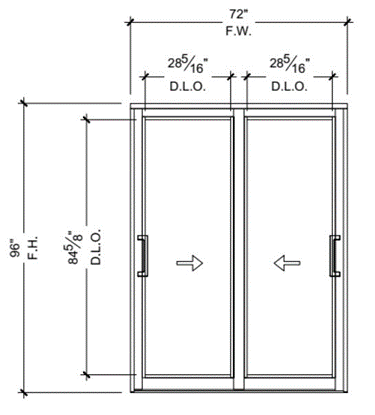 72"
F.W.
28 5/16"
D.L.O.
28 5/16"
D.L.O.
96"
F.H.
84 5/8"
D.L.O.